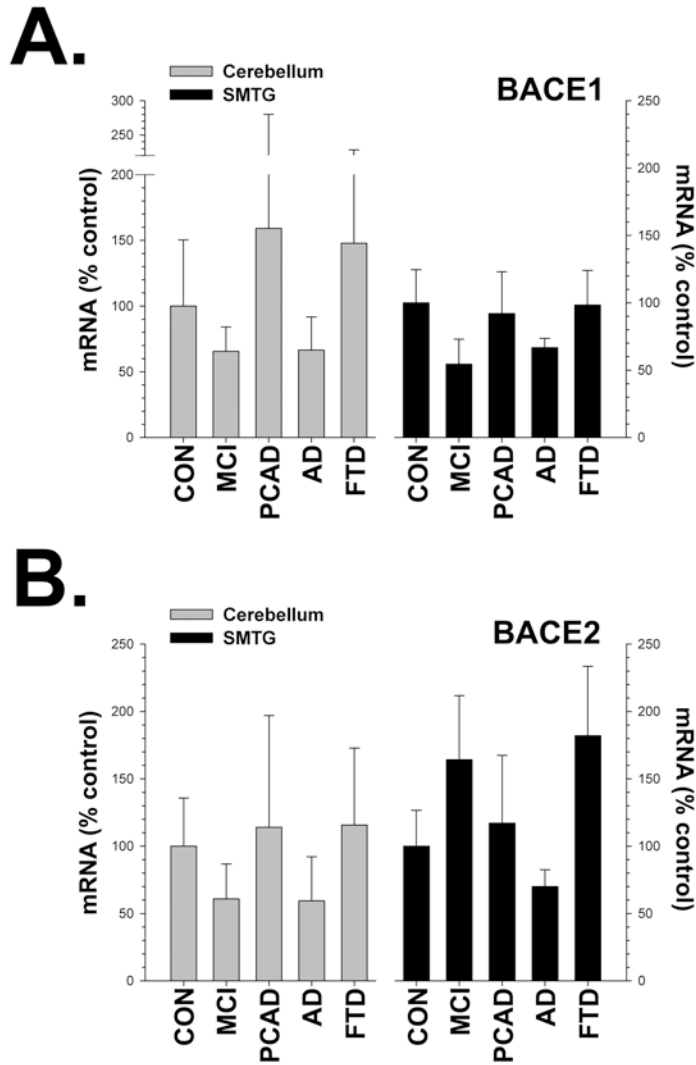 A.
Cerebellum
SMTG
BACE1
300
250
200
150
100
50
0
mRNA (% control)
250
200
150
100
50
0
mRNA (% control)
CON
MCI
PCAD
AD
FTD
CON
MCI
PCAD
AD
FTD
B.
Cerebellum
SMTG
BACE2
250
200
150
100
50
0
mRNA (% control)
250
200
150
100
50
0
mRNA (% control)
CON
MCI
PCAD
AD
FTD
CON
MCI
PCAD
AD
FTD